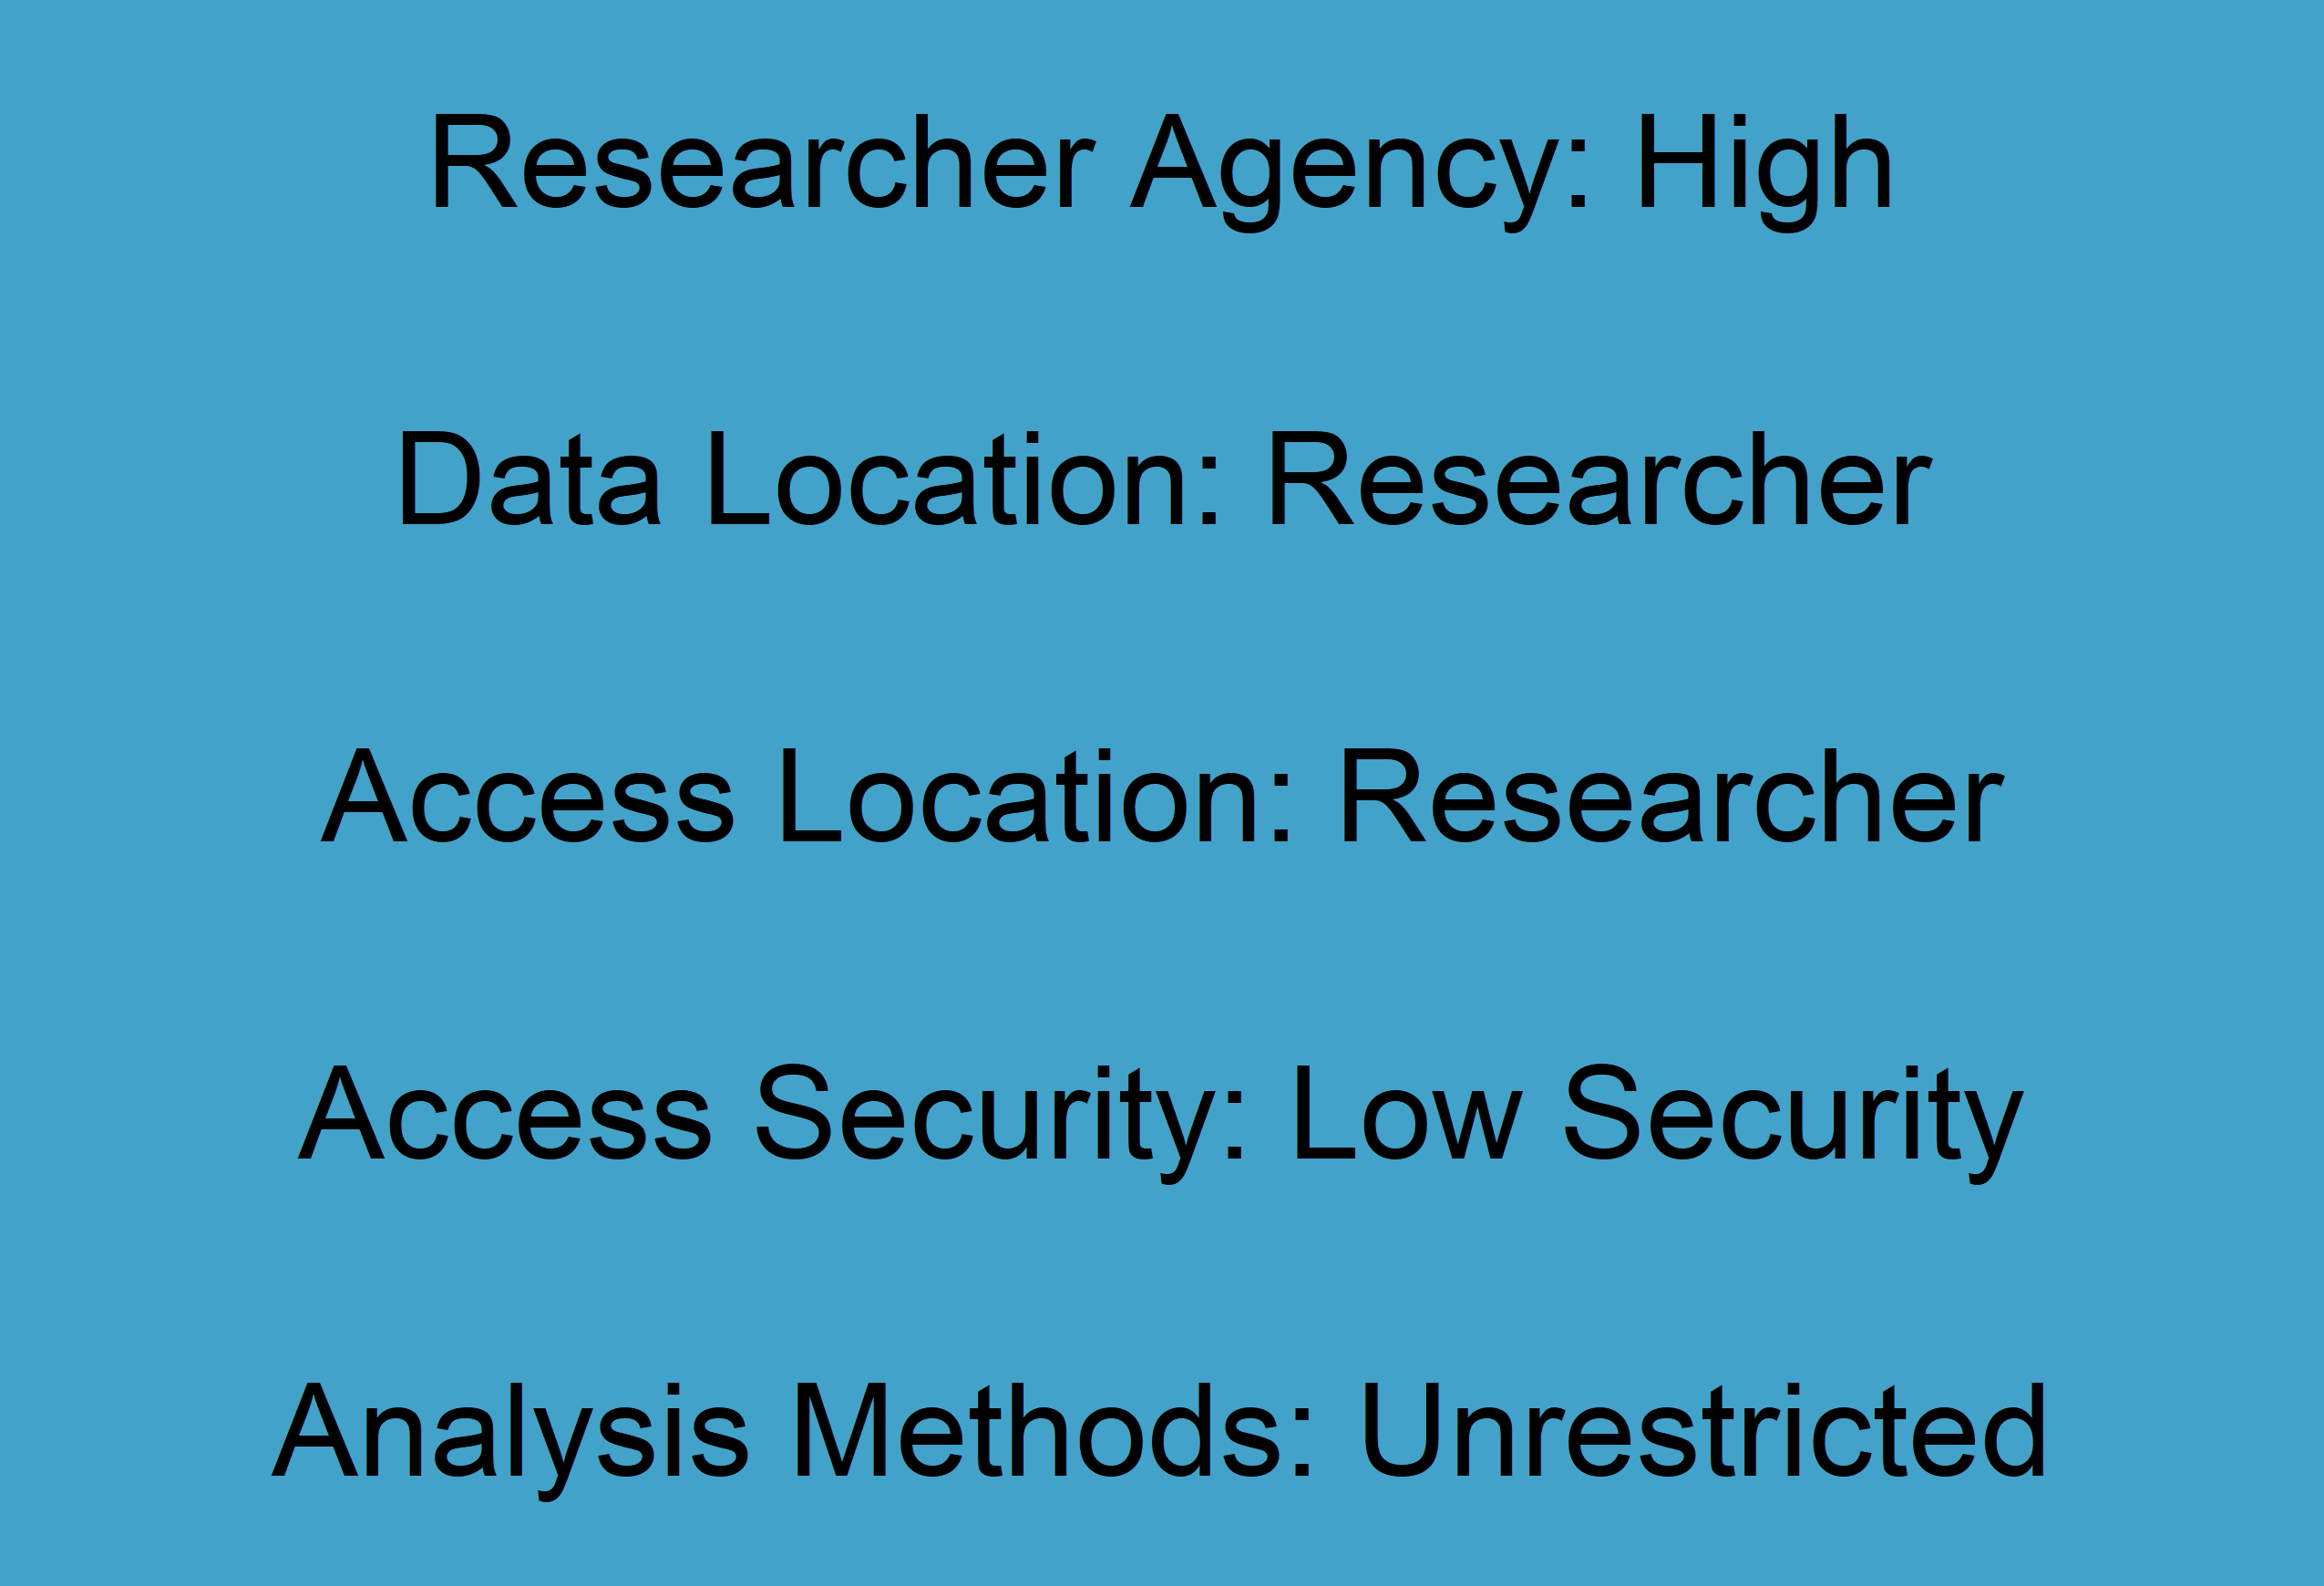 Researcher Agency: High
Data Location: Researcher
Access Location: Researcher
Access Security: Low Security
Analysis Methods: Unrestricted